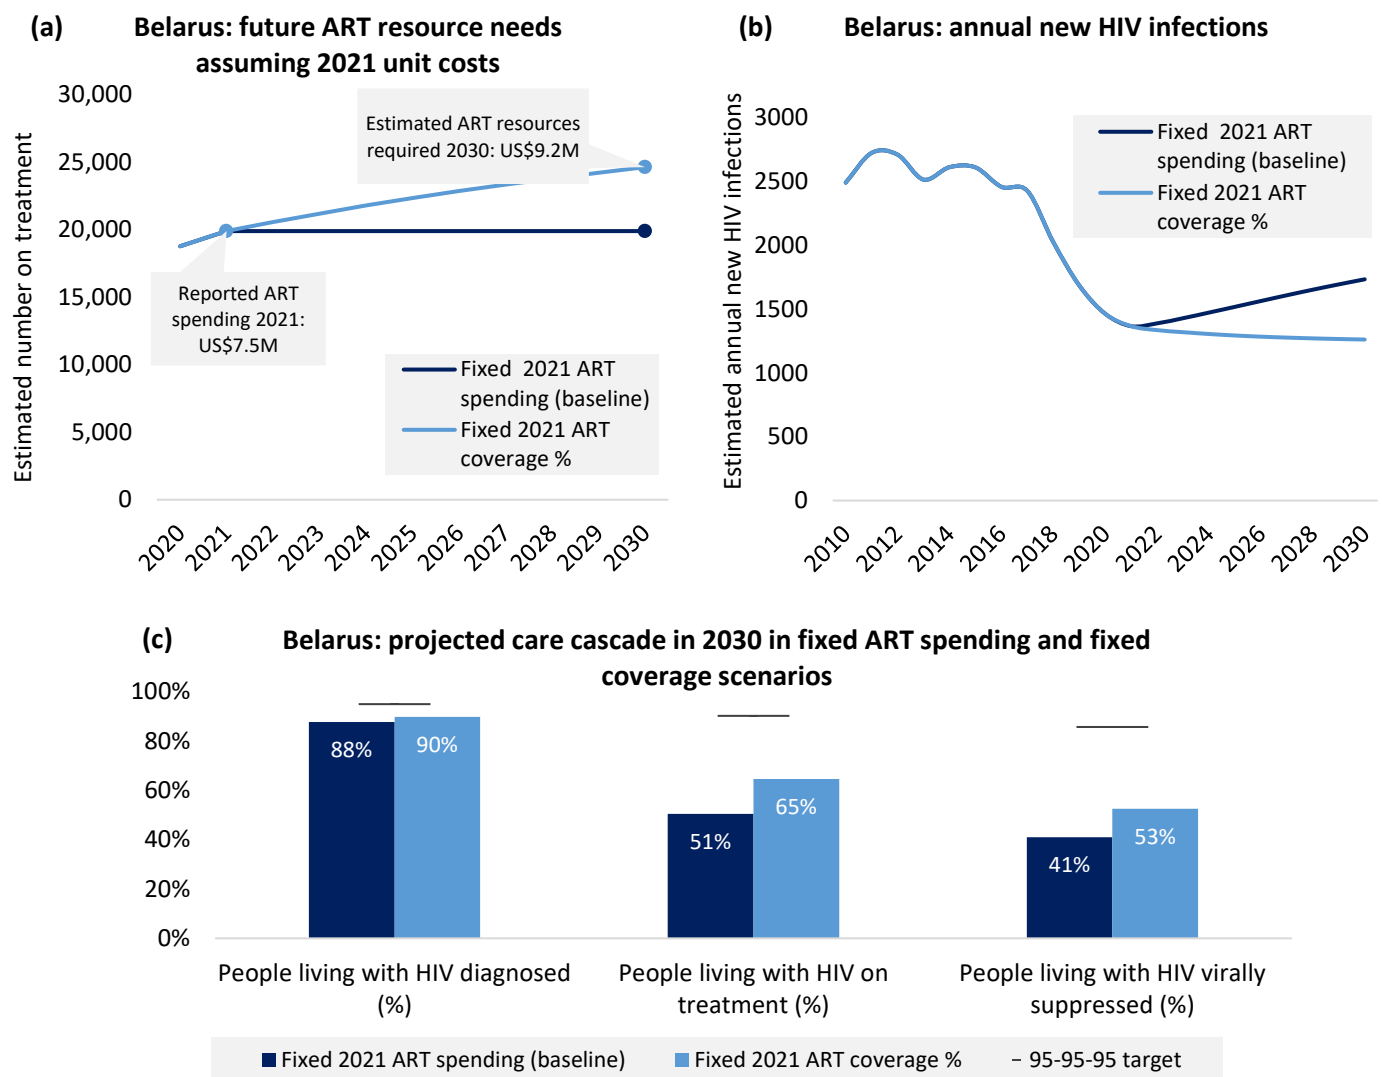 (a)
Belarus: future ART resource needs
assuming 2021 unit costs
Estimated number on treatment
30,000
25,000
20,000
15,000
10,000
5,000
0
Estimated ART resources
required 2030: US$9.2M
Reported ART
spending 2021:
US$7.5M
Fixed 2021 ART
spending (baseline)
Fixed 2021 ART
coverage %
2020
2021
2022
2023
2024
2025
2026
2027
2028
2029
2030
(b)
Belarus: annual new HIV infections
Estimated annual new HIV infections
3000
2500
2000
1500
1000
500
0
Fixed 2021 ART
spending (baseline)
Fixed 2021 ART
coverage %
2010
2012
2014
2016
2018
2020
2022
2024
2026
2028
2030
(c)
Belarus: projected care cascade in 2030 in fixed ART spending and fixed
coverage scenarios
100%
80%
60%
40%
20%
0%
88%
90%
51%
65%
41%
53%
People living with HIV diagnosed
(%)
People living with HIV on
treatment (%)
People living with HIV virally
suppressed (%)
Fixed 2021 ART spending (baseline)
Fixed 2021 ART coverage %
95-95-95 target